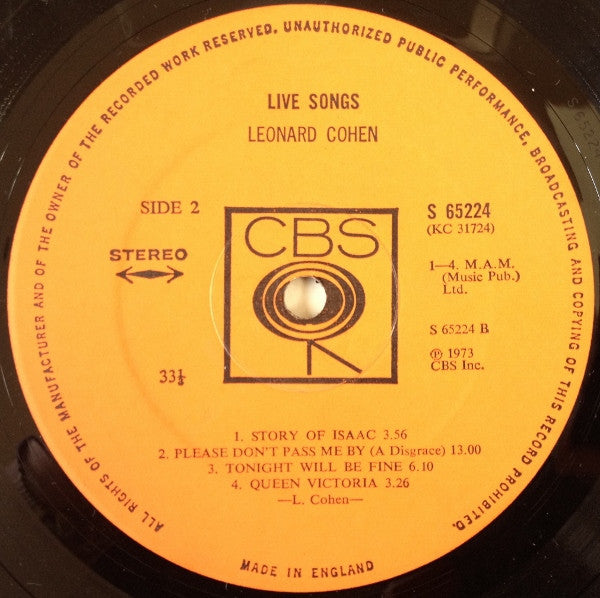 ALL RIGHTS OF THE MANUFACTURER AND OF THE OWNER OF THE RECORDED WORK RESERVED. UNAUTHORIZED PUBLIC PERFORMANCE, BROADCASTING AND COPYING OF THIS RECORD PROHIBITED.
LIVE SONGS
LEONARD COHEN
SIDE 2
S 65224
(KC 31724)
CBS
STEREO
1—4. M.A.M.
(Music Pub.)
Ltd.
S 65224 B
℗ 1973
CBS Inc.
33⅓
1. STORY OF ISAAC 3.56
2. PLEASE DON'T PASS ME BY (A Disgrace) 13.00
3. TONIGHT WILL BE FINE 6.10
4. QUEEN VICTORIA 3.26
—L. Cohen—
MADE IN ENGLAND